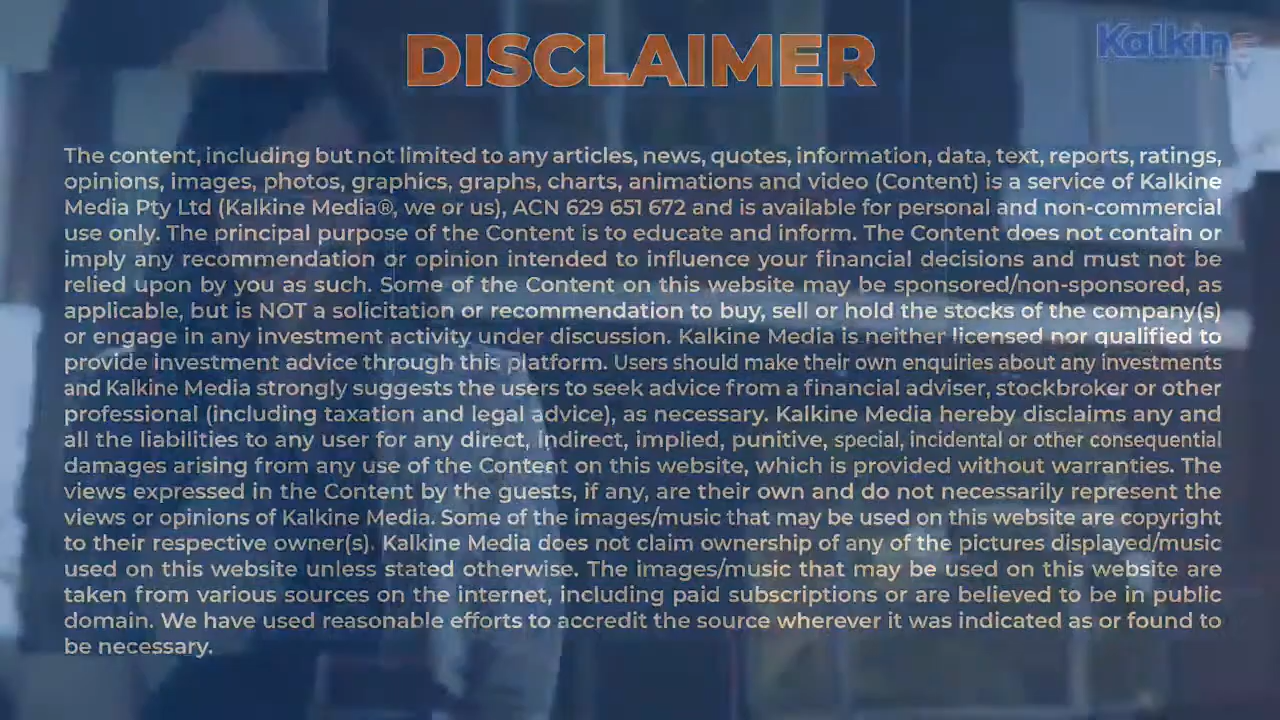 DISCLAIMER
Kalkine
TV
The content, including but not limited to any articles, news, quotes, information, data, text, reports, ratings,
opinions, images, photos, graphics, graphs, charts, animations and video (Content) is a service of Kalkine
Media Pty Ltd (Kalkine Media®, we or us), ACN 629 651 672 and is available for personal and non-commercial
use only. The principal purpose of the Content is to educate and inform. The Content does not contain or
imply any recommendation or opinion intended to influence your financial decisions and must not be
relied upon by you as such. Some of the Content on this website may be sponsored/non-sponsored, as
applicable, but is NOT a solicitation or recommendation to buy, sell or hold the stocks of the company(s)
or engage in any investment activity under discussion. Kalkine Media is neither licensed nor qualified to
provide investment advice through this platform. Users should make their own enquiries about any investments
and Kalkine Media strongly suggests the users to seek advice from a financial adviser, stockbroker or other
professional (including taxation and legal advice), as necessary. Kalkine Media hereby disclaims any and
all the liabilities to any user for any direct, indirect, implied, punitive, special, incidental or other consequential
damages arising from any use of the Content on this website, which is provided without warranties. The
views expressed in the Content by the guests, if any, are their own and do not necessarily represent the
views or opinions of Kalkine Media. Some of the images/music that may be used on this website are copyright
to their respective owner(s). Kalkine Media does not claim ownership of any of the pictures displayed/music
used on this website unless stated otherwise. The images/music that may be used on this website are
taken from various sources on the internet, including paid subscriptions or are believed to be in public
domain. We have used reasonable efforts to accredit the source wherever it was indicated as or found to
be necessary.